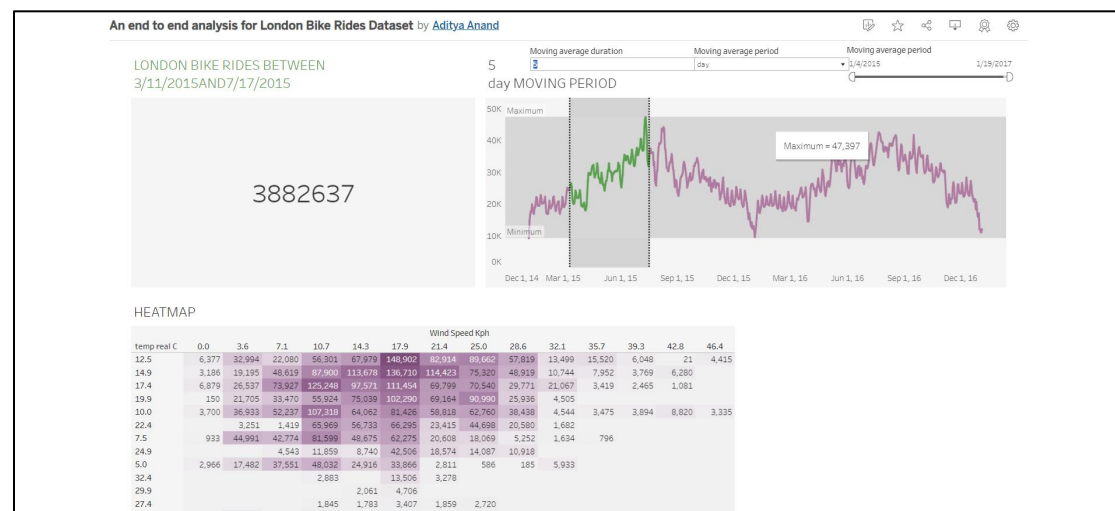 An end to end analysis for London Bike Rides Dataset by Aditya Anand
Moving average duration
5
Moving average period
day
Moving average period
1/4/2015 1/19/2017
LONDON BIKE RIDES BETWEEN
3/11/2015AND7/17/2015
3882637
5
day MOVING PERIOD
50K
40K
30K
20K
10K
0K
Maximum
Maximum = 47,397
Minimum
Dec 1, 14 Mar 1, 15 Jun 1, 15 Sep 1, 15 Dec 1, 15 Mar 1, 16 Jun 1, 16 Sep 1, 16 Dec 1, 16
HEATMAP
Wind Speed Kph
temp real C 0.0 3.6 7.1 10.7 14.3 17.9 21.4 25.0 28.6 32.1 35.7 39.3 42.8 46.4
12.5 6,377 32,994 22,080 56,301 67,979 148,902 82,914 89,662 57,819 13,499 15,520 6,048 21 4,415
14.9 3,186 19,195 48,619 87,900 113,678 136,710 114,423 75,320 48,919 10,744 7,952 3,769 6,280
17.4 6,879 26,537 73,927 125,248 97,571 111,454 69,799 70,540 29,771 21,067 3,419 2,465 1,081
19.9 150 21,705 33,470 55,924 75,039 102,290 69,164 90,990 25,936 4,505
10.0 3,700 36,933 52,237 107,318 64,062 81,426 58,818 62,760 38,438 4,544 3,475 3,894 8,820 3,335
22.4 3,251 1,419 65,969 56,733 66,295 23,415 44,698 20,580 1,682
7.5 933 44,991 42,774 81,599 48,675 62,275 20,608 18,069 5,252 1,634 796
24.9 4,543 11,859 8,740 42,506 18,574 14,087 10,918
5.0 2,966 17,482 37,551 48,032 24,916 33,866 2,811 586 185 5,933
32.4 2,883 13,506 3,278
29.9 2,061 4,706
27.4 1,845 1,783 3,407 1,859 2,720